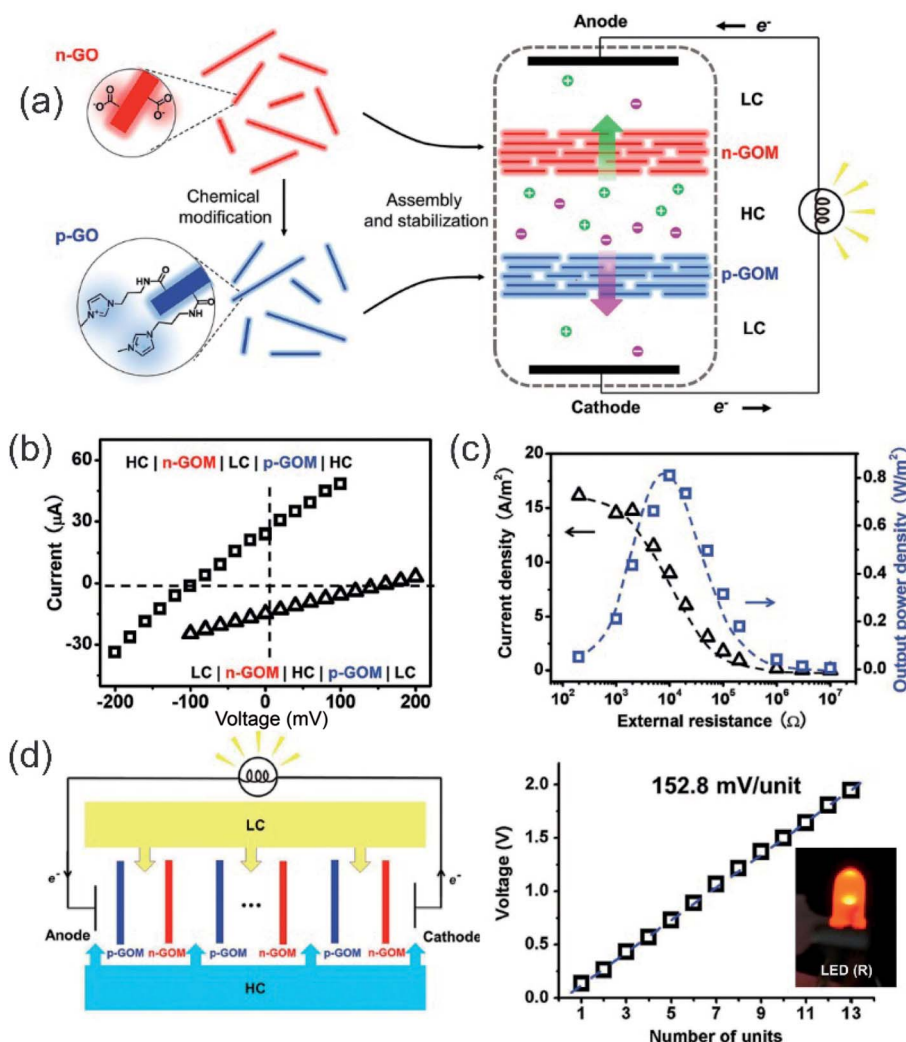 (a)
n-GO
O
O⁻
O
O⁻
Chemical
modification
p-GO
O
HN
O
NH
N
N
+
N
N
+
Assembly
and stabilization
Anode
e⁻
LC
n-GOM
HC
p-GOM
LC
Cathode
e⁻
(b)
HC | n-GOM | LC | p-GOM | HC
Current (μA)
60
30
0
-30
LC | n-GOM | HC | p-GOM | LC
-200 -100 0 100 200
Voltage (mV)
(c)
Current density (A/m²)
20
15
10
5
0
Output power density (W/m²)
0.8
0.6
0.4
0.2
0.0
10² 10³ 10⁴ 10⁵ 10⁶ 10⁷
External resistance (Ω)
(d)
LC
e⁻
e⁻
•••
Anode
Cathode
p-GOM n-GOM p-GOM n-GOM p-GOM n-GOM
HC
152.8 mV/unit
Voltage (V)
2.0
1.5
1.0
0.5
0.0
LED (R)
1 3 5 7 9 11 13
Number of units